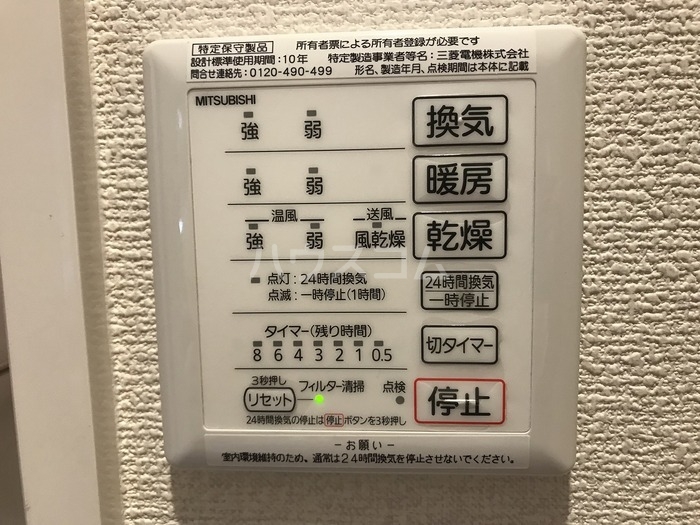 特定保守製品 所有者票による所有者登録が必要です
設計標準使用期間：10年 特定製造事業者等名：三菱電機株式会社
問合せ連絡先：0120-490-499 形名、製造年月、点検期間は本体に記載
MITSUBISHI
強 弱 換気
強 弱 暖房
温風 送風
強 弱 風乾燥 乾燥
点灯：24時間換気
点滅：一時停止(1時間)
24時間換気
一時停止
タイマー(残り時間)
8 6 4 3 2 1 0.5
切タイマー
3秒押し
リセット フィルター清掃 点検 停止
24時間換気の停止は停止ボタンを3秒押し
－お願い－
室内環境維持のため、通常は24時間換気を停止させないでください。
ハウスコム